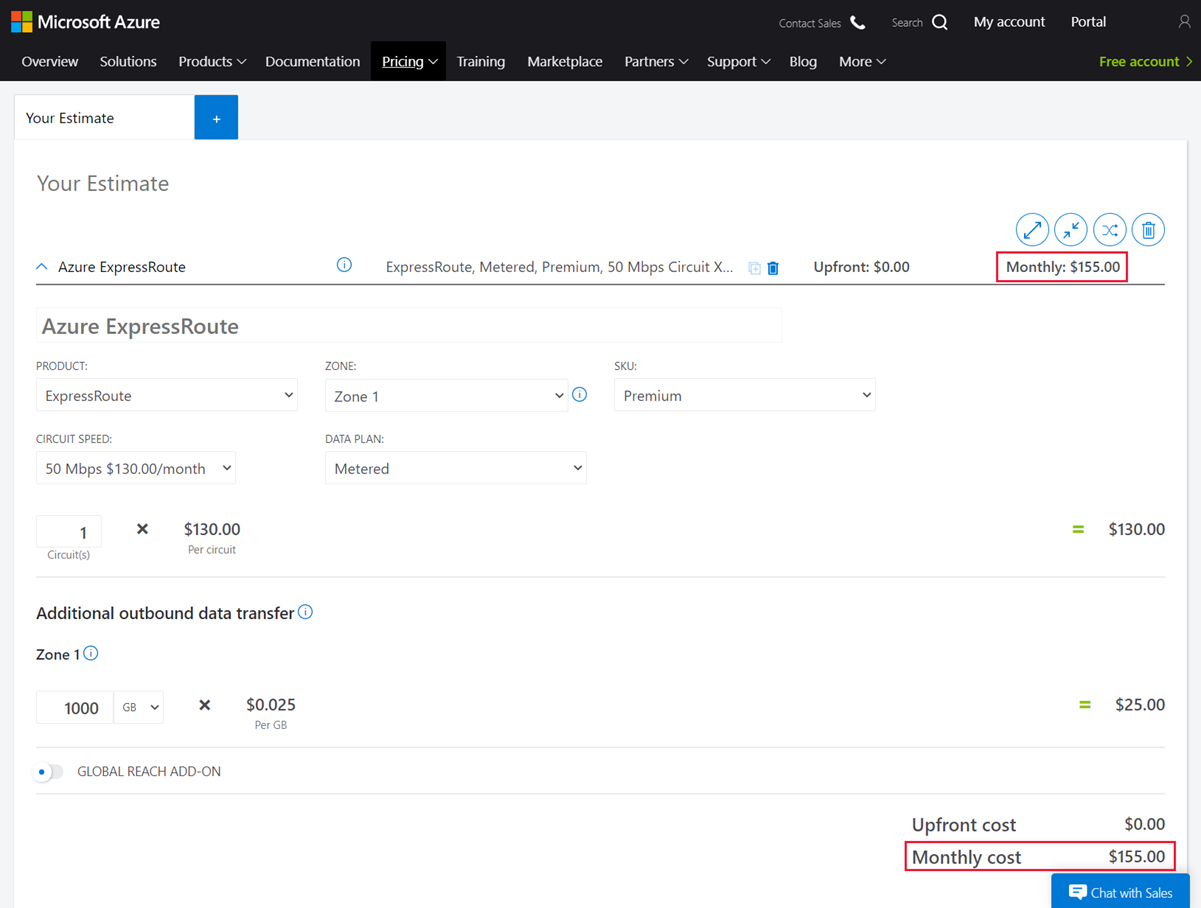 Microsoft Azure
Contact Sales Search My account Portal
Overview Solutions Products Documentation Pricing Training Marketplace Partners Support Blog More Free account
Your Estimate +
Your Estimate
Azure ExpressRoute ExpressRoute, Metered, Premium, 50 Mbps Circuit X... Upfront: $0.00 Monthly: $155.00
Azure ExpressRoute
PRODUCT: ZONE: SKU:
ExpressRoute Zone 1 Premium
CIRCUIT SPEED: DATA PLAN:
50 Mbps $130.00/month Metered
1 × $130.00 = $130.00
Circuit(s) Per circuit
Additional outbound data transfer
Zone 1
1000 GB × $0.025 = $25.00
Per GB
GLOBAL REACH ADD-ON
Upfront cost $0.00
Monthly cost $155.00
Chat with Sales